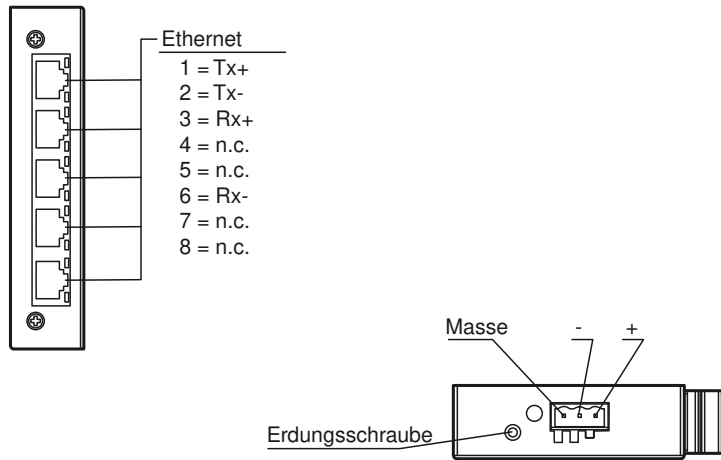 Ethernet
1 = Tx+
2 = Tx-
3 = Rx+
4 = n.c.
5 = n.c.
6 = Rx-
7 = n.c.
8 = n.c.
Masse - +
Erdungsschraube